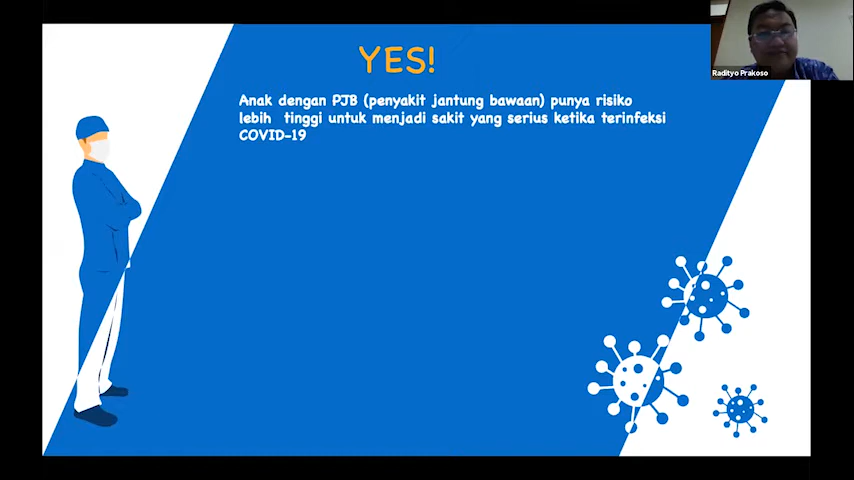 YES!
Anak dengan PJB (penyakit jantung bawaan) punya risiko
lebih tinggi untuk menjadi sakit yang serius ketika terinfeksi
COVID-19
Radityo Prakoso